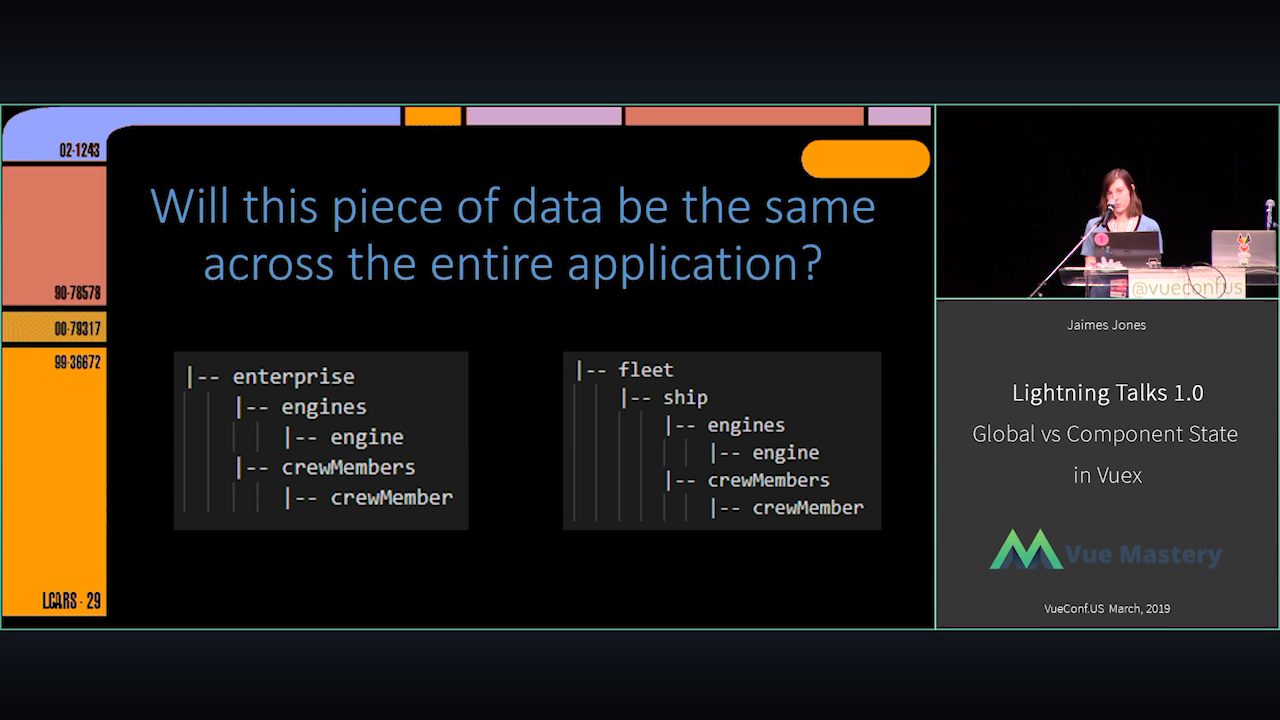 02-1243
90-78578
00-79317
99-36672
LCARS - 29
Will this piece of data be the same
across the entire application?
|-- enterprise
|-- engines
|-- engine
|-- crewMembers
|-- crewMember
|-- fleet
|-- ship
|-- engines
|-- engine
|-- crewMembers
|-- crewMember
@vueconfus
Jaimes Jones
Lightning Talks 1.0
Global vs Component State
in Vuex
Vue Mastery
VueConf.US March, 2019